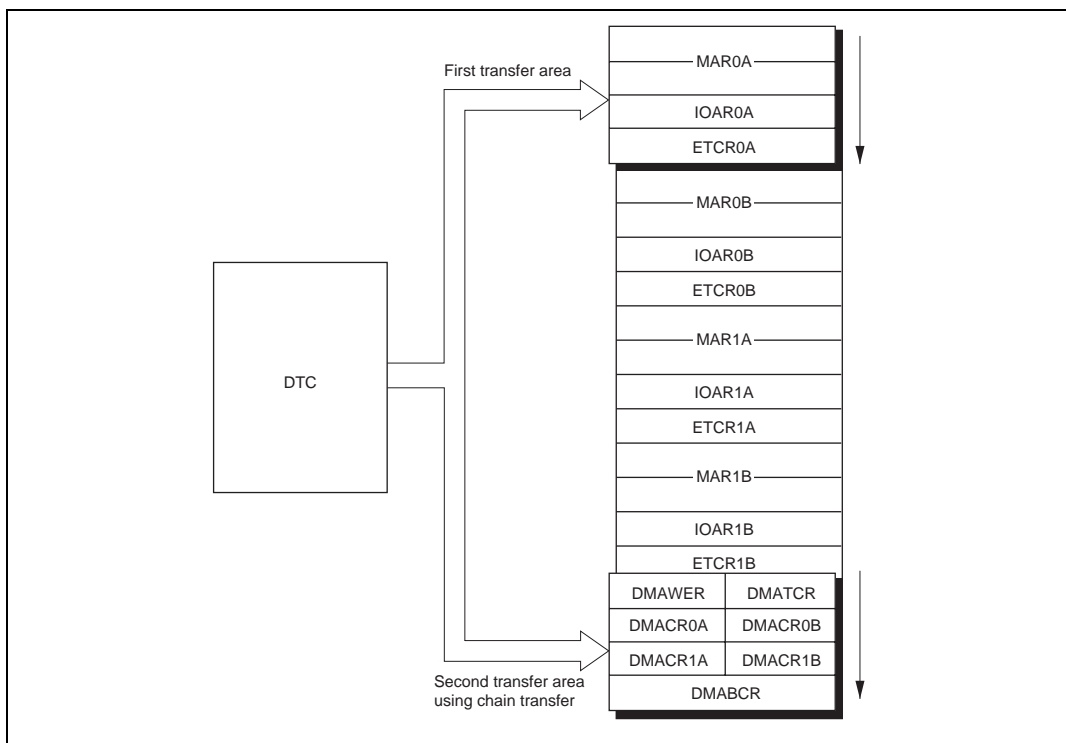 First transfer area
MAR0A
IOAR0A
ETCR0A
MAR0B
IOAR0B
ETCR0B
MAR1A
DTC
IOAR1A
ETCR1A
MAR1B
IOAR1B
ETCR1B
DMAWER DMATCR
DMACR0A DMACR0B
DMACR1A DMACR1B
Second transfer area
using chain transfer
DMABCR